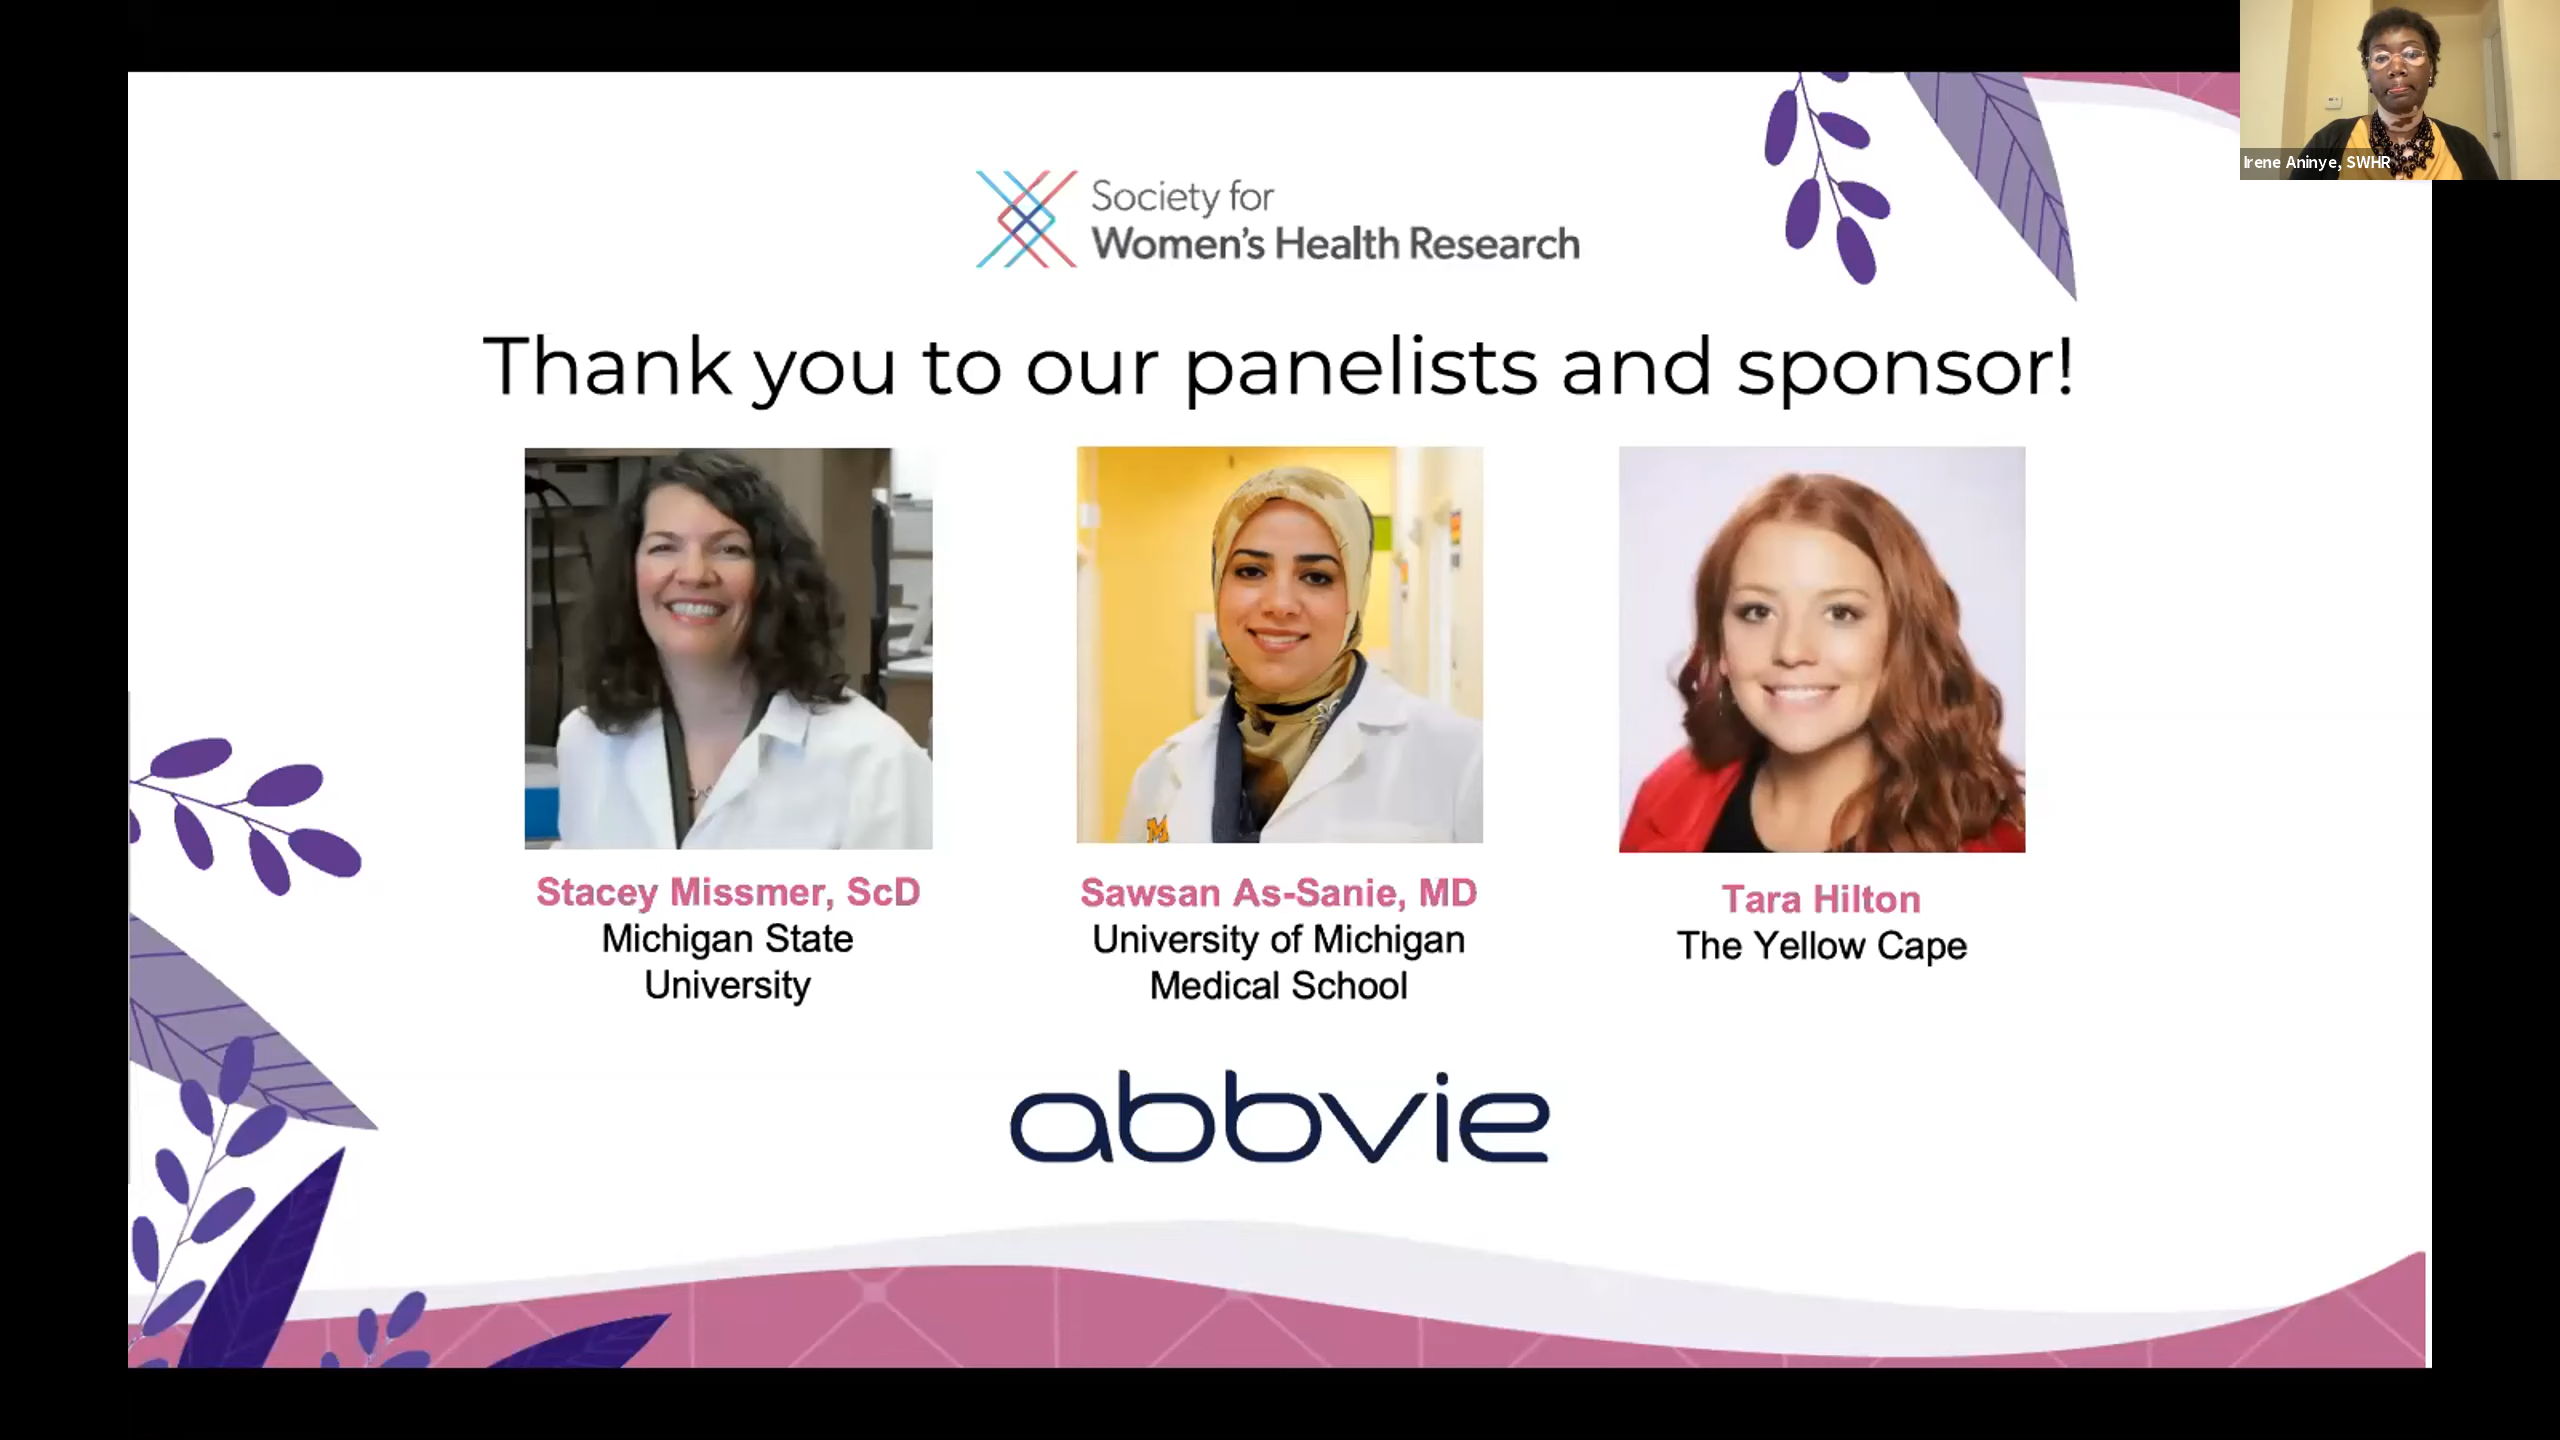 Irene Aninye, SWHR
Society for
Women's Health Research
Thank you to our panelists and sponsor!
M
Stacey Missmer, ScD
Michigan State
University
Sawsan As-Sanie, MD
University of Michigan
Medical School
Tara Hilton
The Yellow Cape
abbvie